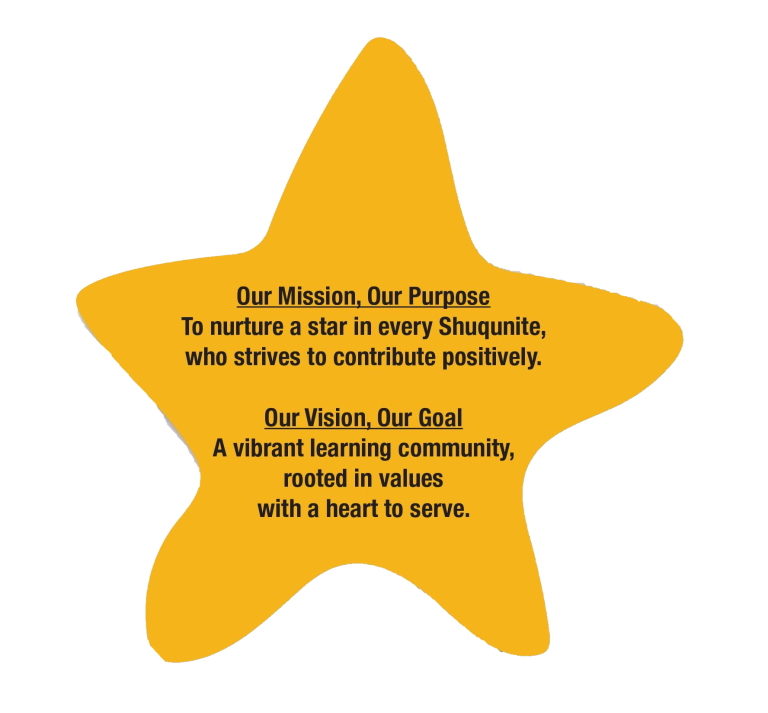 Our Mission, Our Purpose
To nurture a star in every Shuqunite,
who strives to contribute positively.
Our Vision, Our Goal
A vibrant learning community,
rooted in values
with a heart to serve.